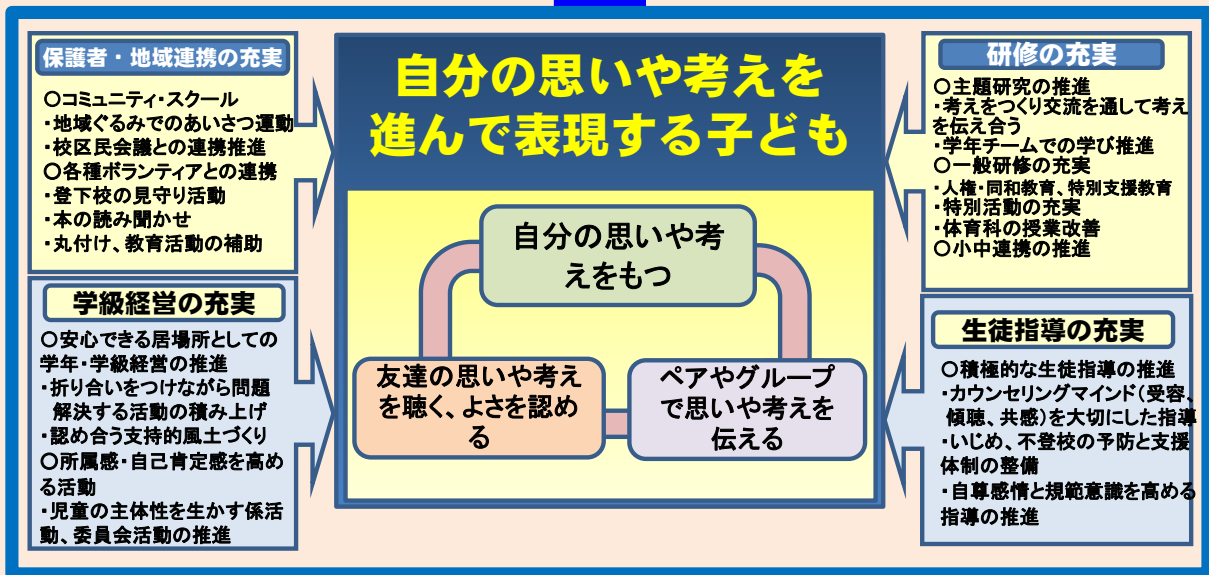 保護者・地域連携の充実
○コミュニティ・スクール
・地域ぐるみでのあいさつ運動
・校区民会議との連携推進
○各種ボランティアとの連携
・登下校の見守り活動
・本の読み聞かせ
・丸付け、教育活動の補助
学級経営の充実
○安心できる居場所としての
学年・学級経営の推進
・折り合いをつけながら問題
解決する活動の積み上げ
・認め合う支持的風土づくり
○所属感・自己肯定感を高め
る活動
・児童の主体性を生かす係活
動、委員会活動の推進
自分の思いや考えを
進んで表現する子ども
自分の思いや考
えをもつ
友達の思いや考え
を聴く、よさを認め
る
ペアやグループ
で思いや考えを
伝える
研修の充実
○主題研究の推進
・考えをつくり交流を通して考え
を伝え合う
・学年チームでの学び推進
○一般研修の充実
・人権・同和教育、特別支援教育
・特別活動の充実
・体育科の授業改善
○小中連携の推進
生徒指導の充実
○積極的な生徒指導の推進
・カウンセリングマインド（受容、
傾聴、共感）を大切にした指導
・いじめ、不登校の予防と支援
体制の整備
・自尊感情と規範意識を高める
指導の推進